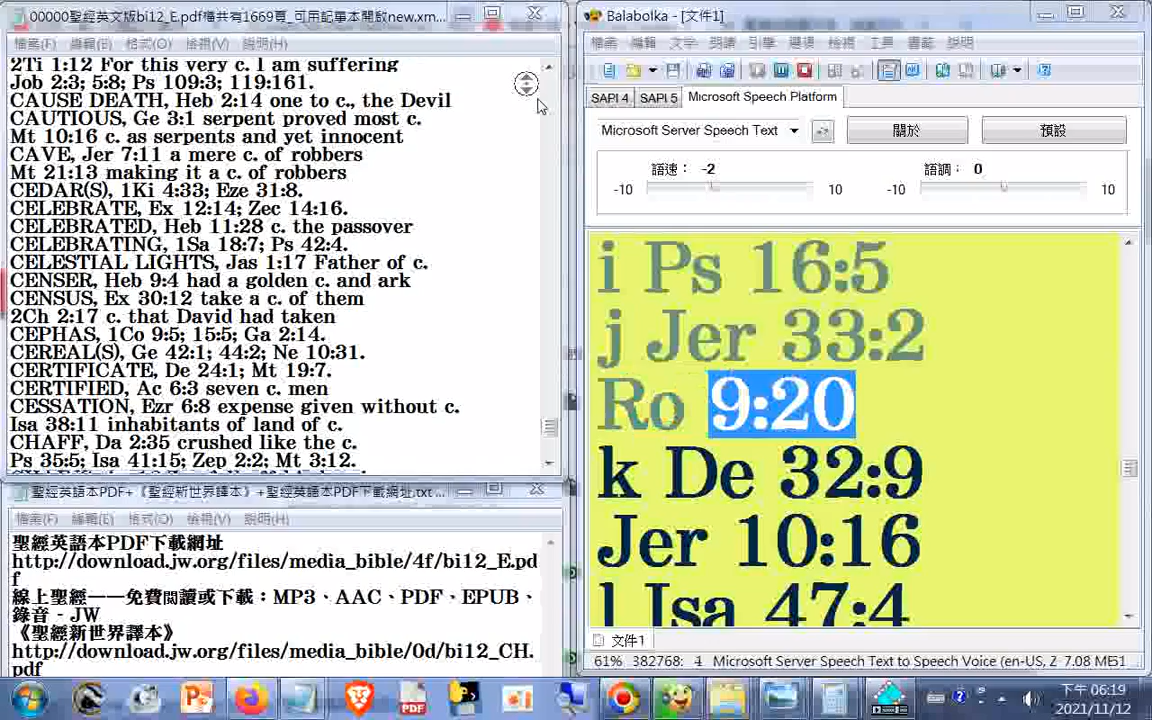 00000聖經英文版bi12_E.pdf檔共有1669頁_可用記事本開啟new.xm...
檔案(F) 編輯(E) 格式(O) 檢視(V) 說明(H)
2Ti 1:12 For this very c. I am suffering
Job 2:3; 5:8; Ps 109:3; 119:161.
CAUSE DEATH, Heb 2:14 one to c., the Devil
CAUTIOUS, Ge 3:1 serpent proved most c.
Mt 10:16 c. as serpents and yet innocent
CAVE, Jer 7:11 a mere c. of robbers
Mt 21:13 making it a c. of robbers
CEDAR(S), 1Ki 4:33; Eze 31:8.
CELEBRATE, Ex 12:14; Zec 14:16.
CELEBRATED, Heb 11:28 c. the passover
CELEBRATING, 1Sa 18:7; Ps 42:4.
CELESTIAL LIGHTS, Jas 1:17 Father of c.
CENSER, Heb 9:4 had a golden c. and ark
CENSUS, Ex 30:12 take a c. of them
2Ch 2:17 c. that David had taken
CEPHAS, 1Co 9:5; 15:5; Ga 2:14.
CEREAL(S), Ge 42:1; 44:2; Ne 10:31.
CERTIFICATE, De 24:1; Mt 19:7.
CERTIFIED, Ac 6:3 seven c. men
CESSATION, Ezr 6:8 expense given without c.
Isa 38:11 inhabitants of land of c.
CHAFF, Da 2:35 crushed like the c.
Ps 35:5; Isa 41:15; Zep 2:2; Mt 3:12.
聖經英語本PDF+《聖經新世界譯本》+聖經英語本PDF下載網址.txt ...
檔案(F) 編輯(E) 格式(O) 檢視(V) 說明(H)
聖經英語本PDF下載網址
http://download.jw.org/files/media_bible/4f/bi12_E.pd
f
線上聖經——免費閱讀或下載：MP3、AAC、PDF、EPUB、
錄音 - JW
《聖經新世界譯本》
http://download.jw.org/files/media_bible/0d/bi12_CH.
pdf
Balabolka - [文件1]
檔案 編輯 文字 朗讀 引擎 選項 檢視 工具 書籤 說明
SAPI 4 SAPI 5 Microsoft Speech Platform
Microsoft Server Speech Text 關於 預設
語速： -2 語調： 0
-10 10 -10 10
i Ps 16:5
j Jer 33:2
Ro 9:20
k De 32:9
Jer 10:16
l Isa 47:4
文件1
61% 382768: 4 Microsoft Server Speech Text to Speech Voice (en-US, Z 7.08 ME51
下午 06:19
2021/11/12